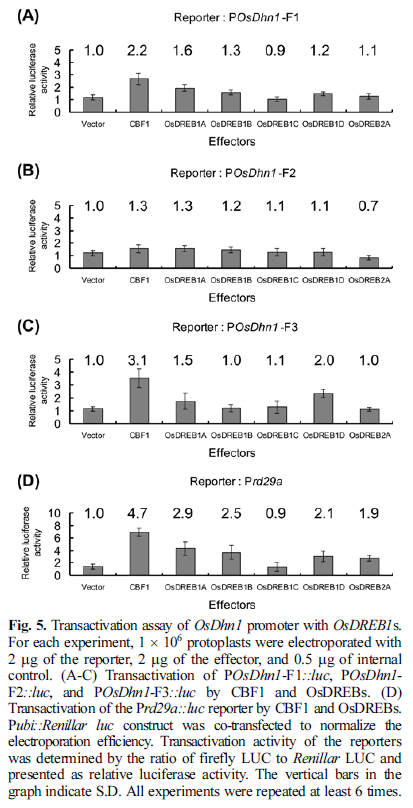 (A)
Reporter : POsDhn1-F1
1.0 2.2 1.6 1.3 0.9 1.2 1.1
Relative luciferase
activity
5
4
3
2
1
0
Vector CBF1 OsDREB1A OsDREB1B OsDREB1C OsDREB1D OsDREB2A
Effectors
(B)
Reporter : POsDhn1-F2
1.0 1.3 1.3 1.2 1.1 1.1 0.7
Relative luciferase
activity
5
4
3
2
1
0
Vector CBF1 OsDREB1A OsDREB1B OsDREB1C OsDREB1D OsDREB2A
Effectors
(C)
Reporter : POsDhn1-F3
1.0 3.1 1.5 1.0 1.1 2.0 1.0
Relative luciferase
activity
5
4
3
2
1
0
Vector CBF1 OsDREB1A OsDREB1B OsDREB1C OsDREB1D OsDREB2A
Effectors
(D)
Reporter : Prd29a
1.0 4.7 2.9 2.5 0.9 2.1 1.9
Relative luciferase
activity
10
8
6
4
2
0
Vector CBF1 OsDREB1A OsDREB1B OsDREB1C OsDREB1D OsDREB2A
Effectors
Fig. 5. Transactivation assay of OsDhn1 promoter with OsDREB1s.
For each experiment, 1 × 10⁶ protoplasts were electroporated with
2 μg of the reporter, 2 μg of the effector, and 0.5 μg of internal
control. (A-C) Transactivation of POsDhn1-F1::luc, POsDhn1-
F2::luc, and POsDhn1-F3::luc by CBF1 and OsDREBs. (D)
Transactivation of the Prd29a::luc reporter by CBF1 and OsDREBs.
Pubi::Renillar luc construct was co-transfected to normalize the
electroporation efficiency. Transactivation activity of the reporters
was determined by the ratio of firefly LUC to Renillar LUC and
presented as relative luciferase activity. The vertical bars in the
graph indicate S.D. All experiments were repeated at least 6 times.